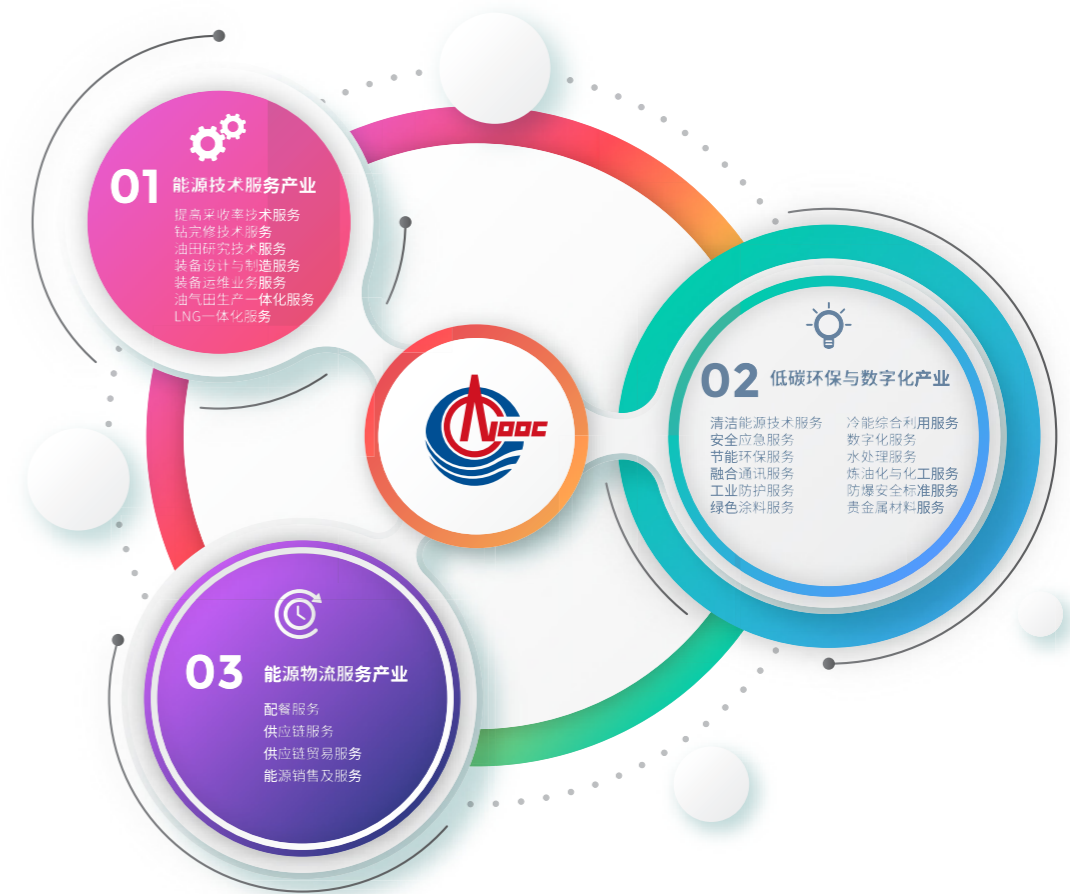 01
能源技术服务产业
提高采收率技术服务
钻完修技术服务
油田研究技术服务
装备设计与制造服务
装备运维业务服务
油气田生产一体化服务
LNG一体化服务
02
低碳环保与数字化产业
清洁能源技术服务
安全应急服务
节能环保服务
融合通讯服务
工业防护服务
绿色涂料服务
冷能综合利用服务
数字化服务
水处理服务
炼油化与化工服务
防爆安全标准服务
贵金属材料服务
CNOOC
03
能源物流服务产业
配餐服务
供应链服务
供应链贸易服务
能源销售及服务